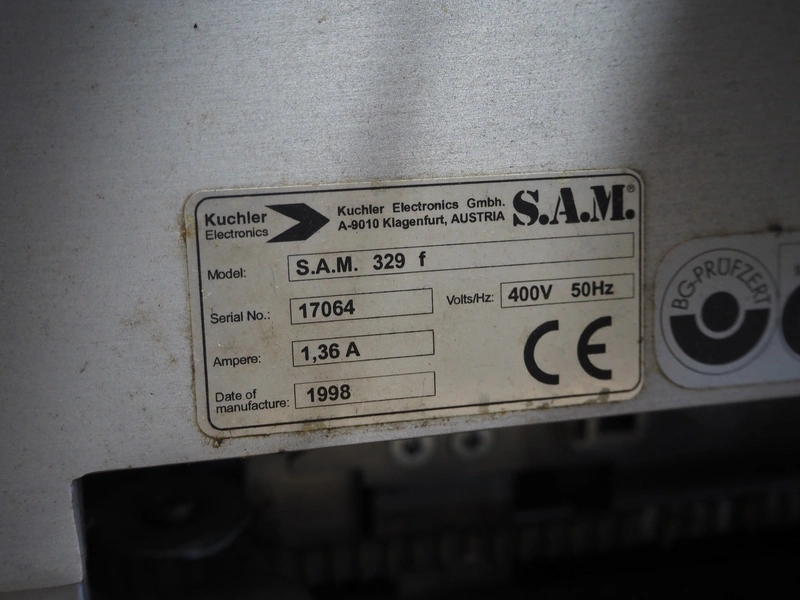 Kuchler
Electronics
Kuchler Electronics Gmbh.
A-9010 Klagenfurt, AUSTRIA
S.A.M.®
Model: S.A.M. 329 f
Serial No.: 17064
Volts/Hz: 400V 50Hz
Ampere: 1,36 A
CE
Date of
manufacture: 1998
BG-PRÜFZERT